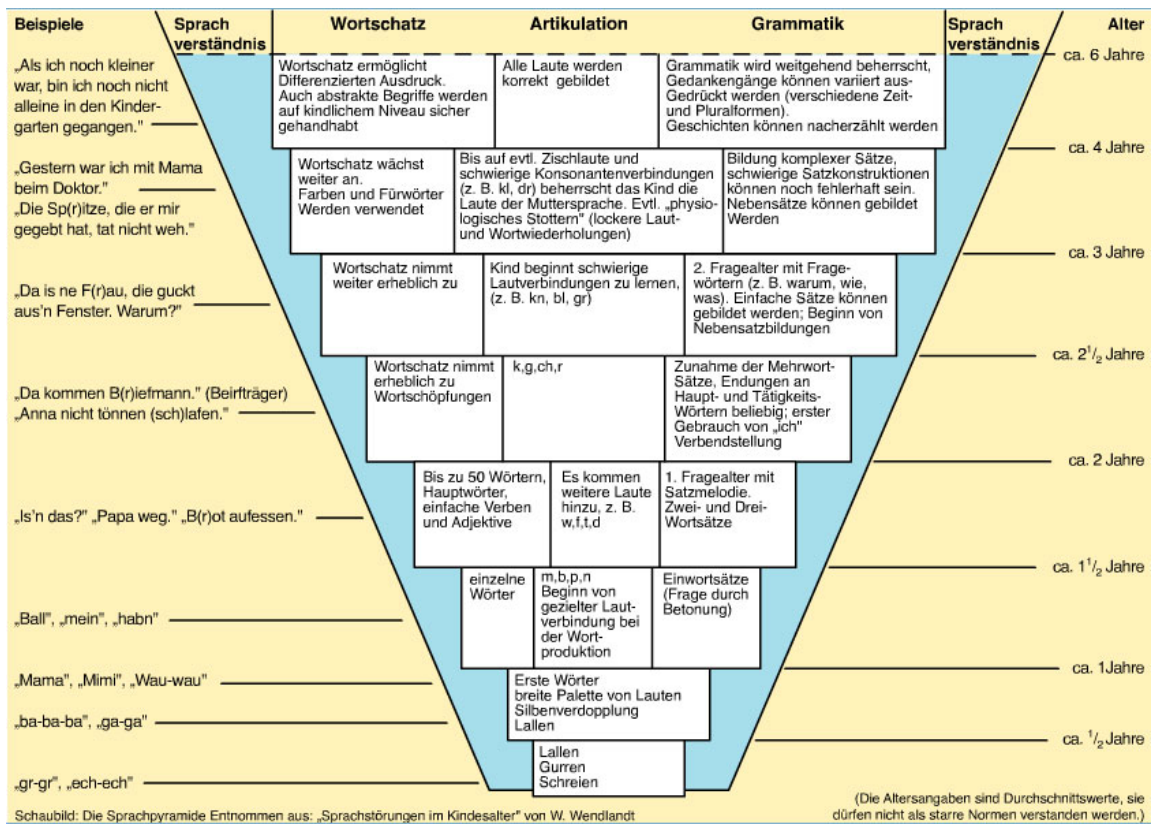 Beispiele
Sprach
verständnis
Wortschatz
Artikulation
Grammatik
Sprach
verständnis
Alter
ca. 6 Jahre
„Als ich noch kleiner
war, bin ich noch nicht
alleine in den Kinder-
garten gegangen.”
Wortschatz ermöglicht
Differenzierten Ausdruck.
Auch abstrakte Begriffe werden
auf kindlichem Niveau sicher
gehandhabt
Alle Laute werden
korrekt gebildet
Grammatik wird weitgehend beherrscht,
Gedankengänge können variiert aus-
Gedrückt werden (verschiedene Zeit-
und Pluralformen).
Geschichten können nacherzählt werden
ca. 4 Jahre
„Gestern war ich mit Mama
beim Doktor.”
„Die Sp(r)itze, die er mir
gegebt hat, tat nicht weh.”
Wortschatz wächst
weiter an.
Farben und Fürwörter
Werden verwendet
Bis auf evtl. Zischlaute und
schwierige Konsonantenverbindungen
(z. B. kl, dr) beherrscht das Kind die
Laute der Muttersprache. Evtl. „physio-
logisches Stottern” (lockere Laut-
und Wortwiederholungen)
Bildung komplexer Sätze,
schwierige Satzkonstruktionen
können noch fehlerhaft sein.
Nebensätze können gebildet
Werden
ca. 3 Jahre
„Da is ne F(r)au, die guckt
aus’n Fenster. Warum?”
Wortschatz nimmt
weiter erheblich zu
Kind beginnt schwierige
Lautverbindungen zu lernen,
(z. B. kn, bl, gr)
2. Fragealter mit Frage-
wörtern (z. B. warum, wie,
was). Einfache Sätze können
gebildet werden; Beginn von
Nebensatzbildungen
ca. 2 1/2 Jahre
„Da kommen B(r)iefmann.” (Beirfträger)
„Anna nicht tönnen (sch)lafen.”
Wortschatz nimmt
erheblich zu
Wortschöpfungen
k,g,ch,r
Zunahme der Mehrwort-
Sätze, Endungen an
Haupt- und Tätigkeits-
Wörtern beliebig; erster
Gebrauch von „ich”
Verbendstellung
ca. 2 Jahre
„Is’n das?” „Papa weg.” „B(r)ot aufessen.”
Bis zu 50 Wörtern,
Hauptwörter,
einfache Verben
und Adjektive
Es kommen
weitere Laute
hinzu, z. B.
w,f,t,d
1. Fragealter mit
Satzmelodie.
Zwei- und Drei-
Wortsätze
ca. 1 1/2 Jahre
„Ball”, „mein”, „habn”
einzelne
Wörter
m,b,p,n
Beginn von
gezielter Laut-
verbindung bei
der Wort-
produktion
Einwortsätze
(Frage durch
Betonung)
ca. 1Jahre
„Mama”, „Mimi”, „Wau-wau”
„ba-ba-ba”, „ga-ga”
Erste Wörter
breite Palette von Lauten
Silbenverdopplung
Lallen
ca. 1/2 Jahre
„gr-gr”, „ech-ech”
Lallen
Gurren
Schreien
Schaubild: Die Sprachpyramide Entnommen aus: „Sprachstörungen im Kindesalter” von W. Wendlandt
(Die Altersangaben sind Durchschnittswerte, sie
dürfen nicht als starre Normen verstanden werden.)